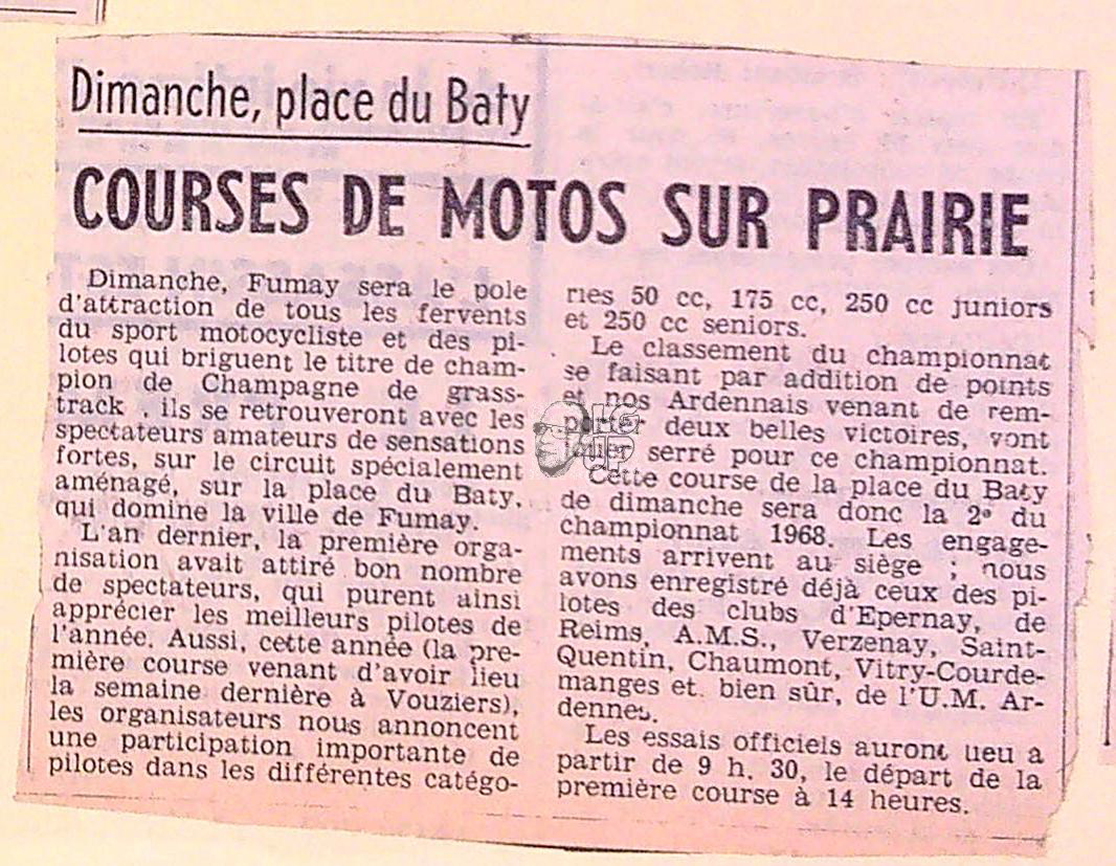 Dimanche, place du Baty
COURSES DE MOTOS SUR PRAIRIE
Dimanche, Fumay sera le pole
d'attraction de tous les fervents
du sport motocycliste et des pi-
lotes qui briguent le titre de cham-
pion de Champagne de grass-
track . ils se retrouveront avec les
spectateurs amateurs de sensations
fortes, sur le circuit spécialement
aménagé, sur la place du Baty,
qui domine la ville de Fumay.
L'an dernier, la première orga-
nisation avait attiré bon nombre
de spectateurs, qui purent ainsi
apprécier les meilleurs pilotes de
l'année. Aussi, cette année (la pre-
mière course venant d'avoir lieu
la semaine dernière à Vouziers),
les organisateurs nous annoncent
une participation importante de
pilotes dans les différentes catégo-
ries 50 cc, 175 cc, 250 cc juniors
et 250 cc seniors.
Le classement du championnat
se faisant par addition de points
et nos Ardennais venant de rem-
porter deux belles victoires, vont
jouer serré pour ce championnat.
Cette course de la place du Baty
de dimanche sera donc la 2e du
championnat 1968. Les engage-
ments arrivent au siège ; nous
avons enregistré déjà ceux des pi-
lotes des clubs d'Epernay, de
Reims, A.M.S., Verzenay, Saint-
Quentin, Chaumont, Vitry-Courde-
manges et. bien sûr, de l'U.M. Ar-
dennes.
Les essais officiels auront lieu à
partir de 9 h. 30, le départ de la
première course à 14 heures.
DIG
UP